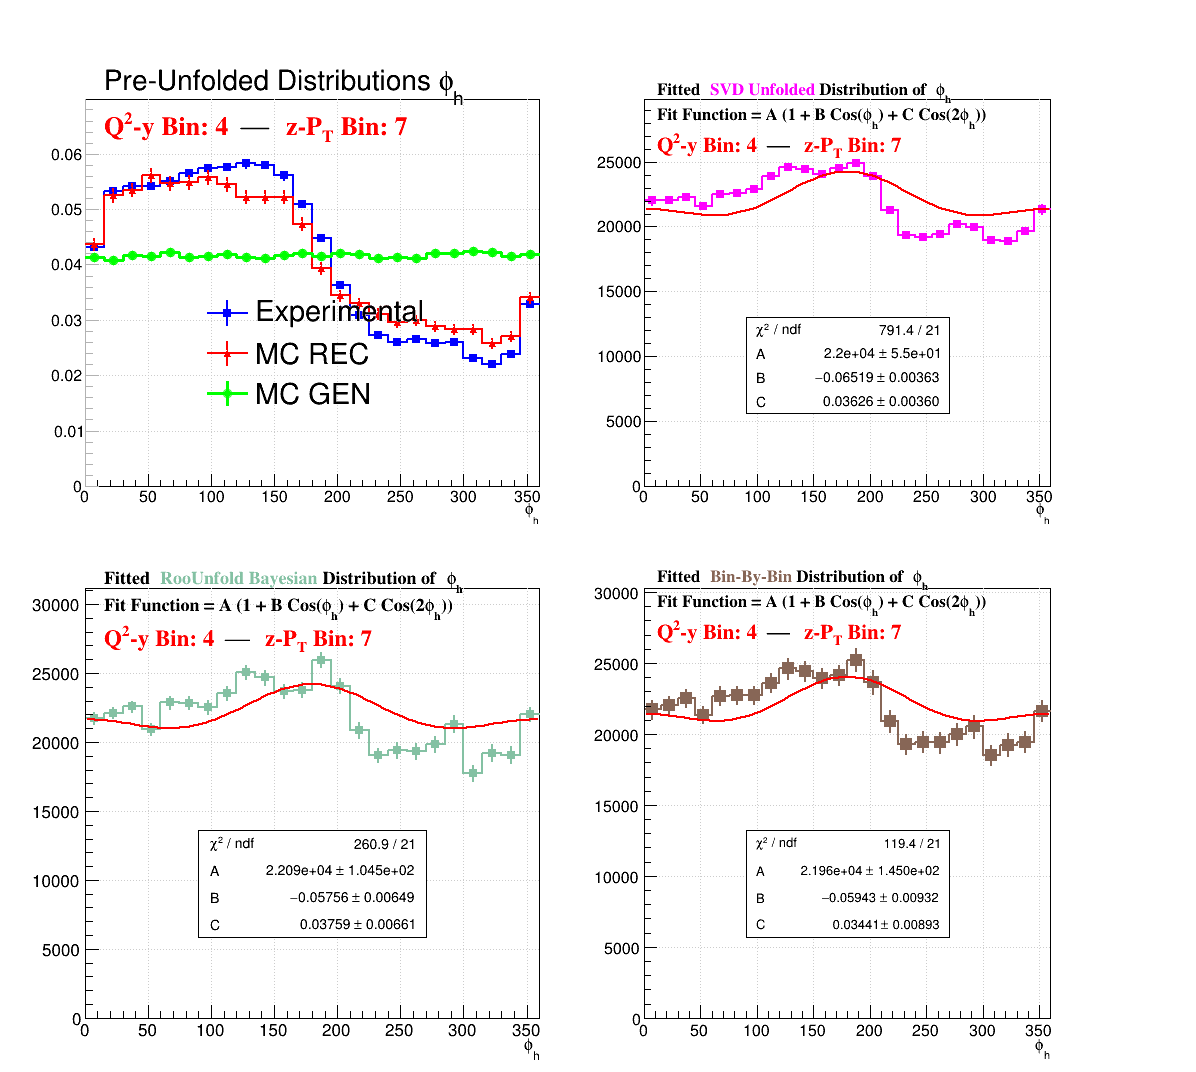 Pre-Unfolded Distributions ϕh
Q²-y Bin: 4 — z-PT Bin: 7
0.06
0.05
0.04
0.03
0.02
0.01
0
Experimental
MC REC
MC GEN
0 50 100 150 200 250 300 350
ϕh
Fitted SVD Unfolded Distribution of ϕh
Fit Function = A (1 + B Cos(ϕh) + C Cos(2ϕh))
Q²-y Bin: 4 — z-PT Bin: 7
25000
20000
15000
10000
5000
0
χ² / ndf 791.4 / 21
A 2.2e+04 ± 5.5e+01
B −0.06519 ± 0.00363
C 0.03626 ± 0.00360
0 50 100 150 200 250 300 350
ϕh
Fitted RooUnfold Bayesian Distribution of ϕh
Fit Function = A (1 + B Cos(ϕh) + C Cos(2ϕh))
Q²-y Bin: 4 — z-PT Bin: 7
30000
25000
20000
15000
10000
5000
0
χ² / ndf 260.9 / 21
A 2.209e+04 ± 1.045e+02
B −0.05756 ± 0.00649
C 0.03759 ± 0.00661
0 50 100 150 200 250 300 350
ϕh
Fitted Bin-By-Bin Distribution of ϕh
Fit Function = A (1 + B Cos(ϕh) + C Cos(2ϕh))
Q²-y Bin: 4 — z-PT Bin: 7
30000
25000
20000
15000
10000
5000
0
χ² / ndf 119.4 / 21
A 2.196e+04 ± 1.450e+02
B −0.05943 ± 0.00932
C 0.03441 ± 0.00893
0 50 100 150 200 250 300 350
ϕh